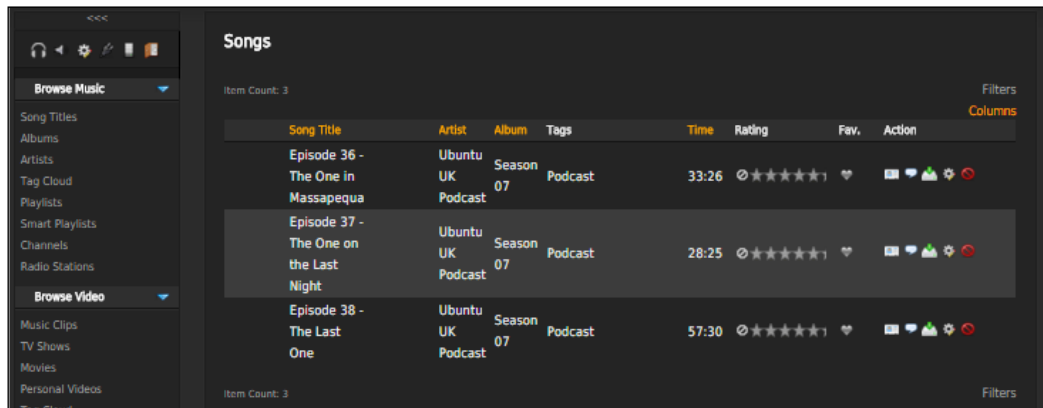 <<<
Browse Music
Song Titles
Albums
Artists
Tag Cloud
Playlists
Smart Playlists
Channels
Radio Stations
Browse Video
Music Clips
TV Shows
Movies
Personal Videos
Tag Cloud
Songs
Item Count: 3
Filters
Columns
Song Title Artist Album Tags Time Rating Fav. Action
Episode 36 -
The One in
Massapequa
Ubuntu
UK
Podcast
Season
07
Podcast
33:26
Episode 37 -
The One on
the Last
Night
Ubuntu
UK
Podcast
Season
07
Podcast
28:25
Episode 38 -
The Last
One
Ubuntu
UK
Podcast
Season
07
Podcast
57:30
Item Count: 3
Filters